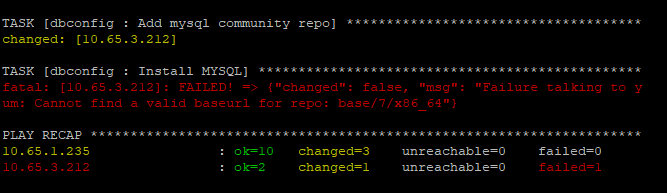 TASK [dbconfig : Add mysql community repo] *************************************
changed: [10.65.3.212]
TASK [dbconfig : Install MYSQL] ************************************************
fatal: [10.65.3.212]: FAILED! => {"changed": false, "msg": "Failure talking to y
um: Cannot find a valid baseurl for repo: base/7/x86_64"}
PLAY RECAP *********************************************************************
10.65.1.235 : ok=10 changed=3 unreachable=0 failed=0
10.65.3.212 : ok=2 changed=1 unreachable=0 failed=1